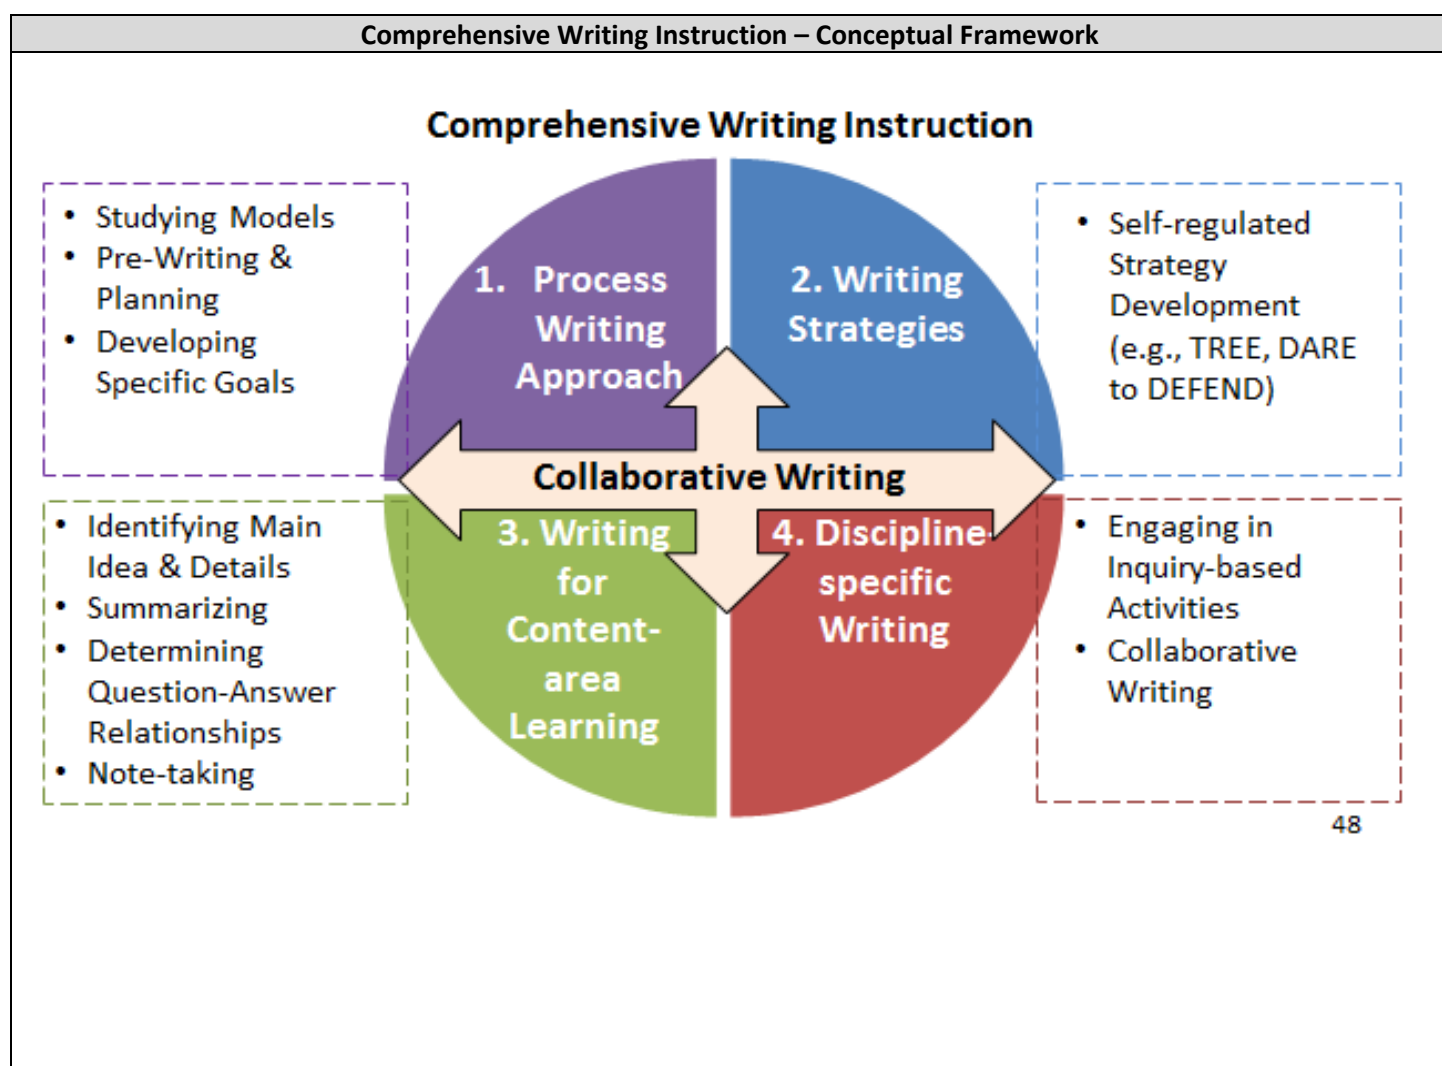 Comprehensive Writing Instruction – Conceptual Framework
Comprehensive Writing Instruction
• Studying Models
• Pre-Writing &
Planning
• Developing
Specific Goals
1. Process
Writing
Approach
2. Writing
Strategies
• Self-regulated
Strategy
Development
(e.g., TREE, DARE
to DEFEND)
Collaborative Writing
• Identifying Main
Idea & Details
• Summarizing
• Determining
Question-Answer
Relationships
• Note-taking
3. Writing
for
Content-
area
Learning
4. Discipline-
specific
Writing
• Engaging in
Inquiry-based
Activities
• Collaborative
Writing
48